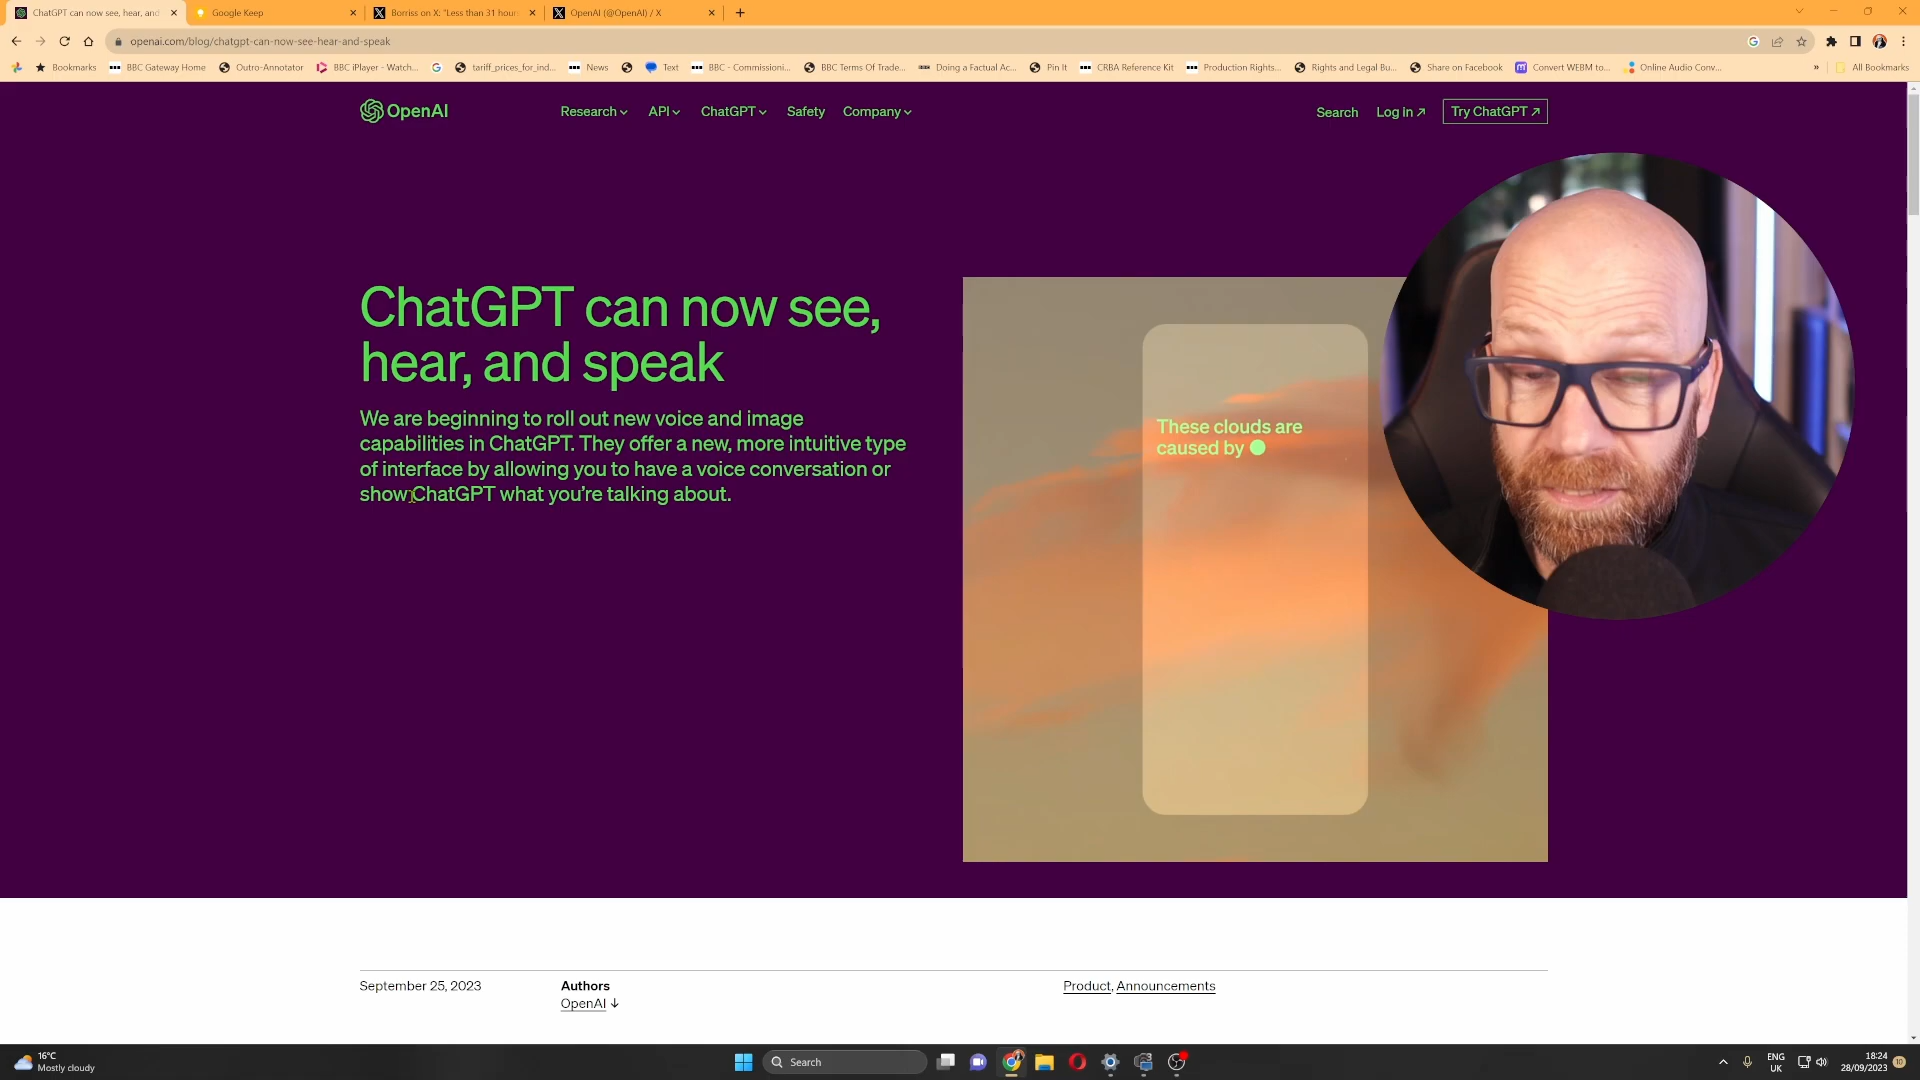 ChatGPT can now see, hear, and
Google Keep
Borriss on X: "Less than 31 hour
OpenAI (@OpenAI) / X
openai.com/blog/chatgpt-can-now-see-hear-and-speak
Bookmarks
BBC Gateway Home
Outro-Annotator
BBC iPlayer - Watch...
tariff_prices_for_ind...
News
Text
BBC - Commissioni...
BBC Terms Of Trade...
Doing a Factual Ac...
Pin It
CRBA Reference Kit
Production Rights...
Rights and Legal Bu...
Share on Facebook
Convert WEBM to...
Online Audio Conv...
»
All Bookmarks
OpenAI
Research
API
ChatGPT
Safety
Company
Search
Log in ↗
Try ChatGPT ↗
ChatGPT can now see,
hear, and speak
We are beginning to roll out new voice and image
capabilities in ChatGPT. They offer a new, more intuitive type
of interface by allowing you to have a voice conversation or
show ChatGPT what you’re talking about.
These clouds are
caused by
September 25, 2023
Authors
OpenAI ↓
Product, Announcements
16°C
Mostly cloudy
Search
ENG
UK
18:24
28/09/2023
10